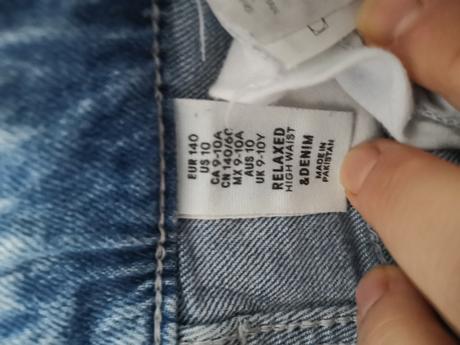 EUR 140
US 10
CA 9-10A
CN 140/60
MX 9-10A
AUS 10
UK 9-10Y
RELAXED
HIGH WAIST
&DENIM
MADE IN
PAKISTAN